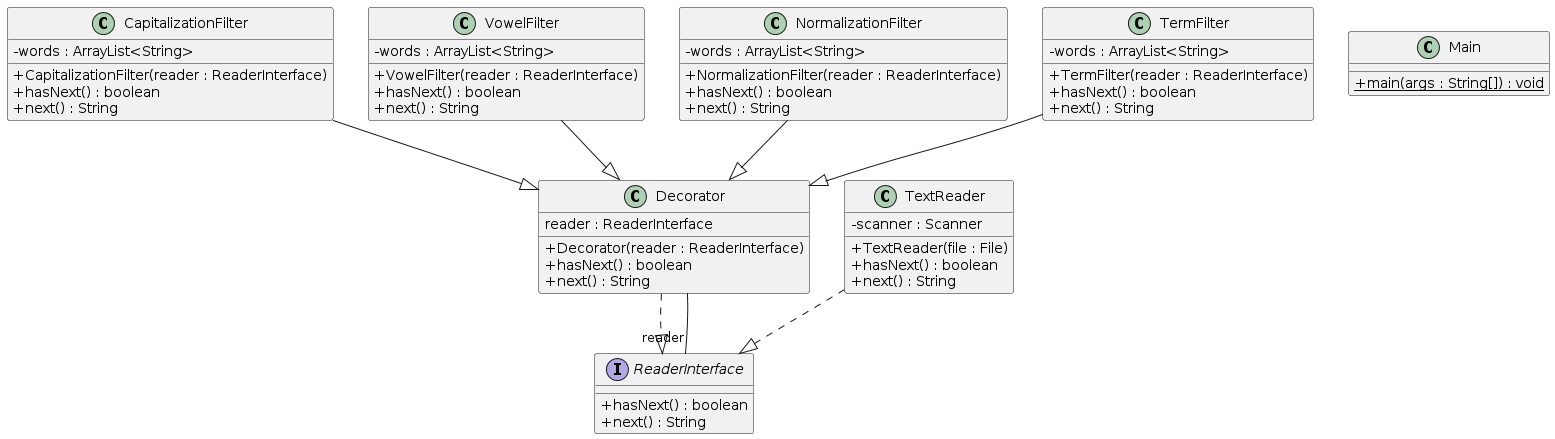 C CapitalizationFilter
-words : ArrayList<String>
+CapitalizationFilter(reader : ReaderInterface)
+hasNext() : boolean
+next() : String
C VowelFilter
-words : ArrayList<String>
+VowelFilter(reader : ReaderInterface)
+hasNext() : boolean
+next() : String
C NormalizationFilter
-words : ArrayList<String>
+NormalizationFilter(reader : ReaderInterface)
+hasNext() : boolean
+next() : String
C TermFilter
-words : ArrayList<String>
+TermFilter(reader : ReaderInterface)
+hasNext() : boolean
+next() : String
C Main
+main(args : String[]) : void
C Decorator
reader : ReaderInterface
+Decorator(reader : ReaderInterface)
+hasNext() : boolean
+next() : String
C TextReader
-scanner : Scanner
+TextReader(file : File)
+hasNext() : boolean
+next() : String
reader
I ReaderInterface
+hasNext() : boolean
+next() : String